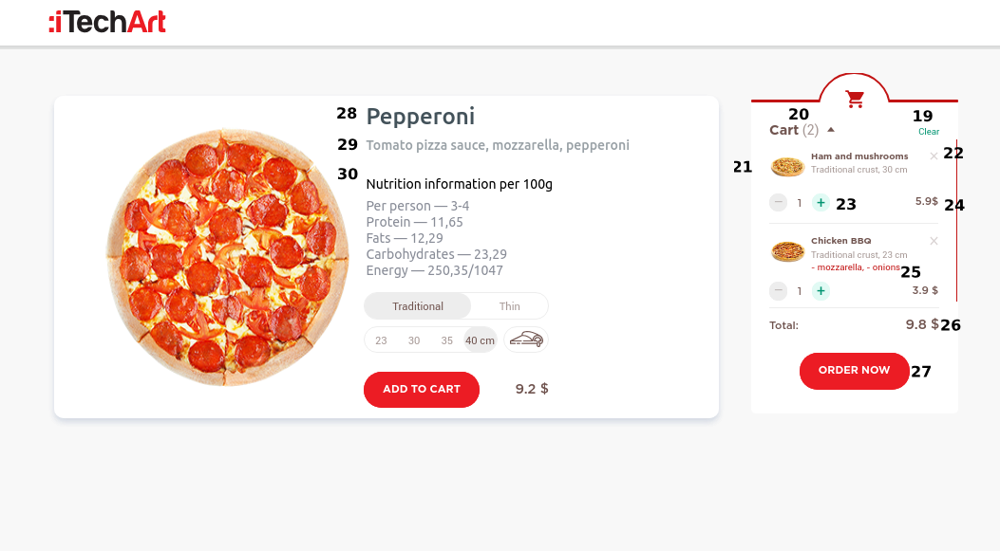 :iTechArt
28 Pepperoni
29 Tomato pizza sauce, mozzarella, pepperoni
30
Nutrition information per 100g
Per person — 3-4
Protein — 11,65
Fats — 12,29
Carbohydrates — 23,29
Energy — 250,35/1047
Traditional Thin
23 30 35 40 cm
ADD TO CART 9.2 $
20 19
Cart (2) Clear
21 Ham and mushrooms × 22
Traditional crust, 30 cm
− 1 + 23 5.9$ 24
Chicken BBQ ×
Traditional crust, 23 cm
- mozzarella, - onions 25
− 1 + 3.9 $
Total: 9.8 $ 26
ORDER NOW 27